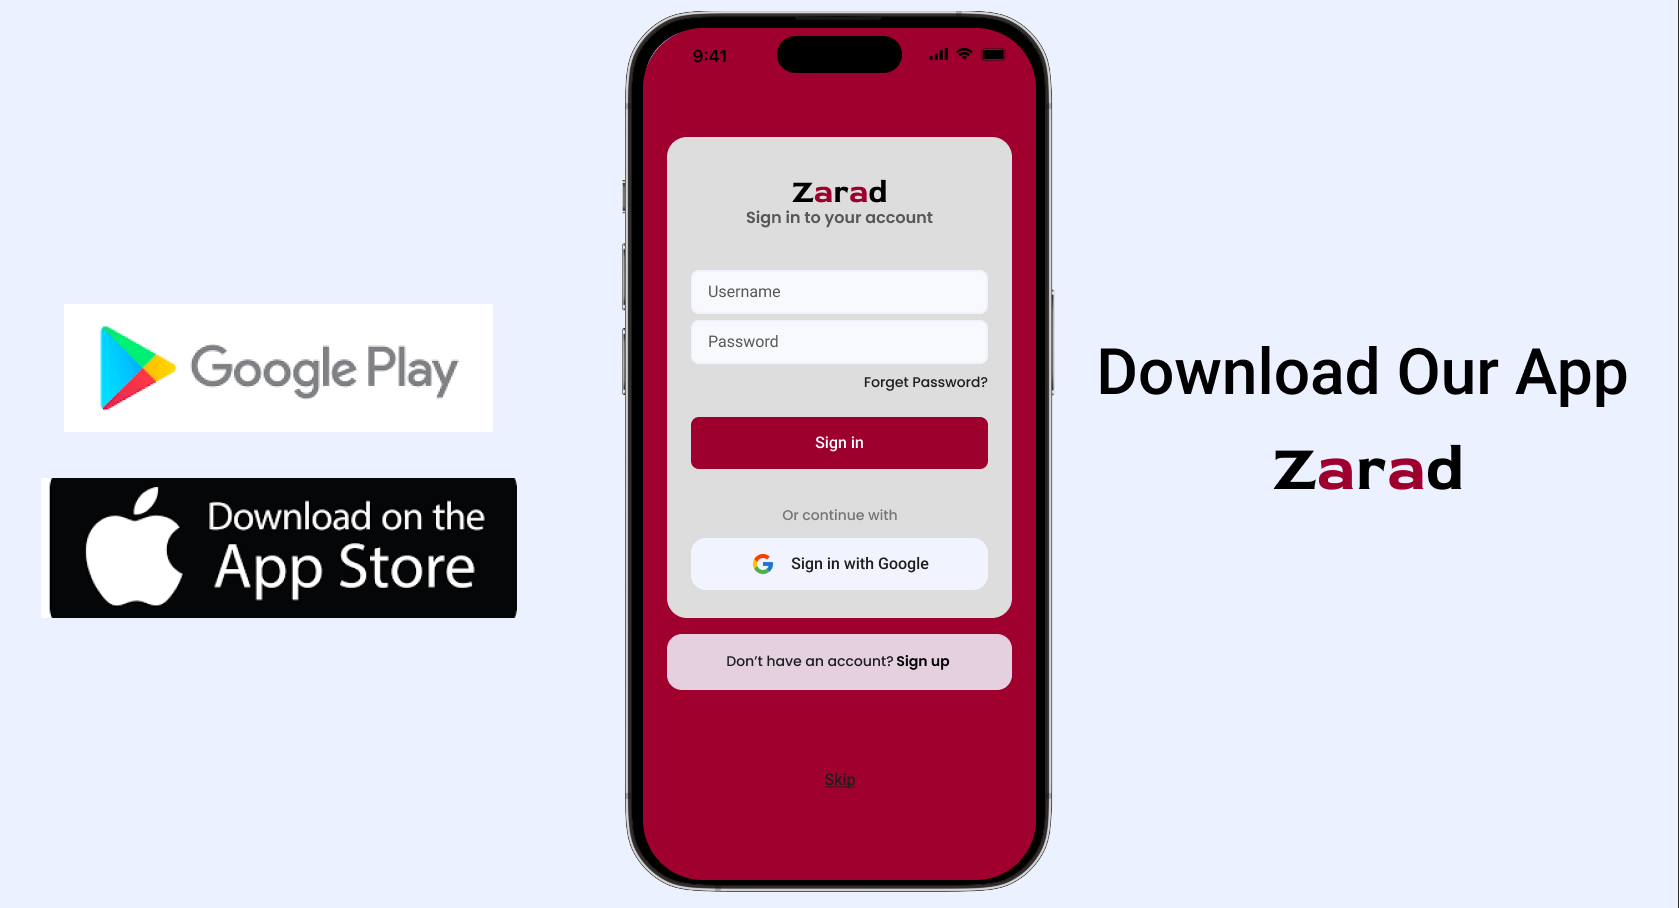 Google Play
Download on the
App Store
9:41
Zarad
Sign in to your account
Username
Password
Forget Password?
Sign in
Or continue with
Sign in with Google
Don’t have an account? Sign up
Skip
Download Our App
Zarad